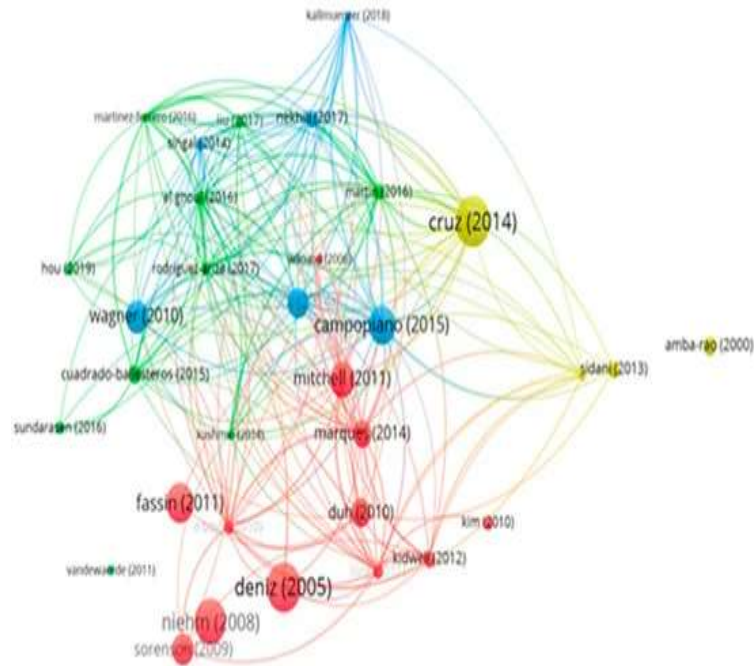 kallmuenzer (2018)
martinez-ferrero (2016)
liu (2017)
nekhili (2017)
singal (2014)
el ghoul (2016)
martin (2016)
cruz (2014)
hou (2019)
rodriguez-ariza (2017)
wagner (2010)
campopiano (2015)
amba-rao (2000)
sidani (2013)
cuadrado-ballesteros (2015)
mitchell (2011)
sundarasen (2016)
marques (2014)
fassin (2011)
duh (2010)
kim (2010)
kidwell (2012)
vandewaerde (2011)
deniz (2005)
niehm (2008)
sorenson (2009)